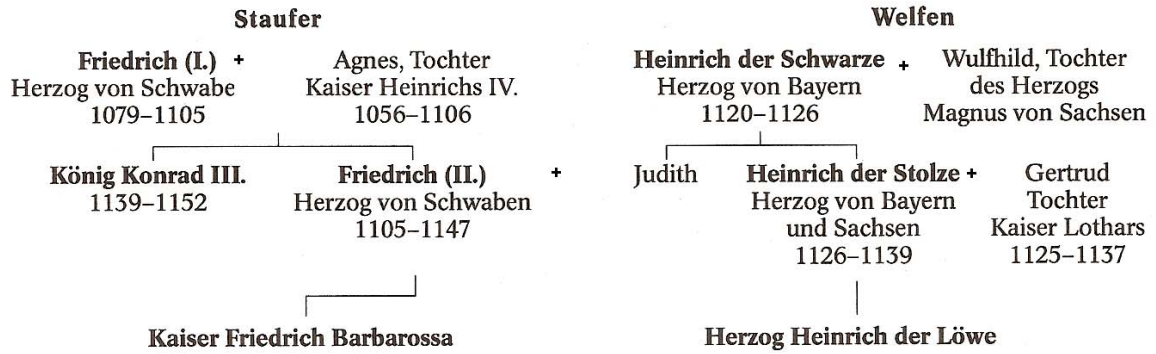 Staufer
Welfen
Friedrich (I.) + Agnes, Tochter
Herzog von Schwabe Kaiser Heinrichs IV.
1079–1105 1056–1106
Heinrich der Schwarze + Wulfhild, Tochter
Herzog von Bayern des Herzogs
1120–1126 Magnus von Sachsen
König Konrad III.
1139–1152
Friedrich (II.) +
Herzog von Schwaben
1105–1147
Judith
Heinrich der Stolze + Gertrud
Herzog von Bayern Tochter
und Sachsen Kaiser Lothars
1126–1139 1125–1137
Kaiser Friedrich Barbarossa
Herzog Heinrich der Löwe